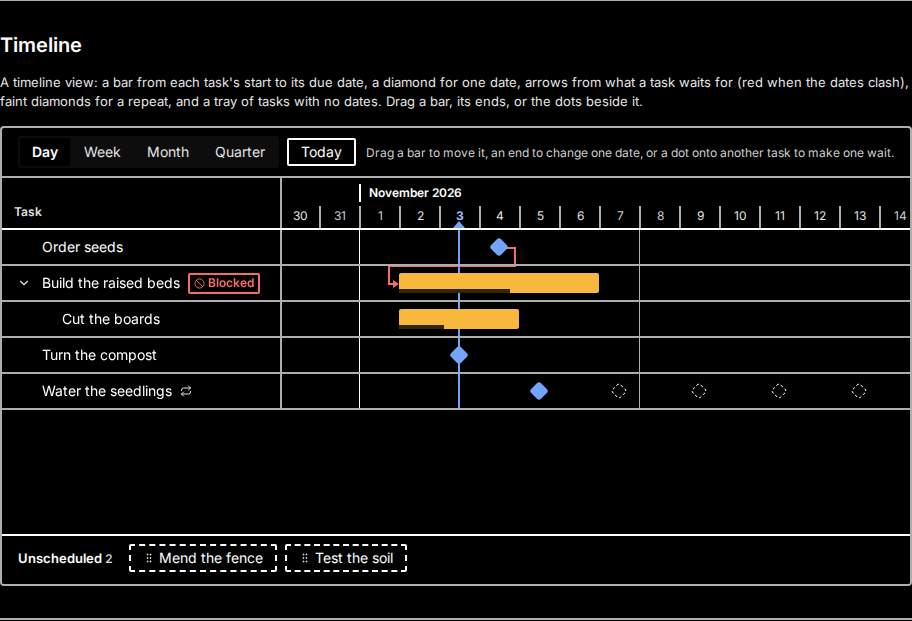 Timeline
A timeline view: a bar from each task's start to its due date, a diamond for one date, arrows from what a task waits for (red when the dates clash),
faint diamonds for a repeat, and a tray of tasks with no dates. Drag a bar, its ends, or the dots beside it.
Day Week Month Quarter Today Drag a bar to move it, an end to change one date, or a dot onto another task to make one wait.
November 2026
Task 30 31 1 2 3 4 5 6 7 8 9 10 11 12 13 14
Order seeds
Build the raised beds Blocked
Cut the boards
Turn the compost
Water the seedlings
Unscheduled 2 Mend the fence Test the soil